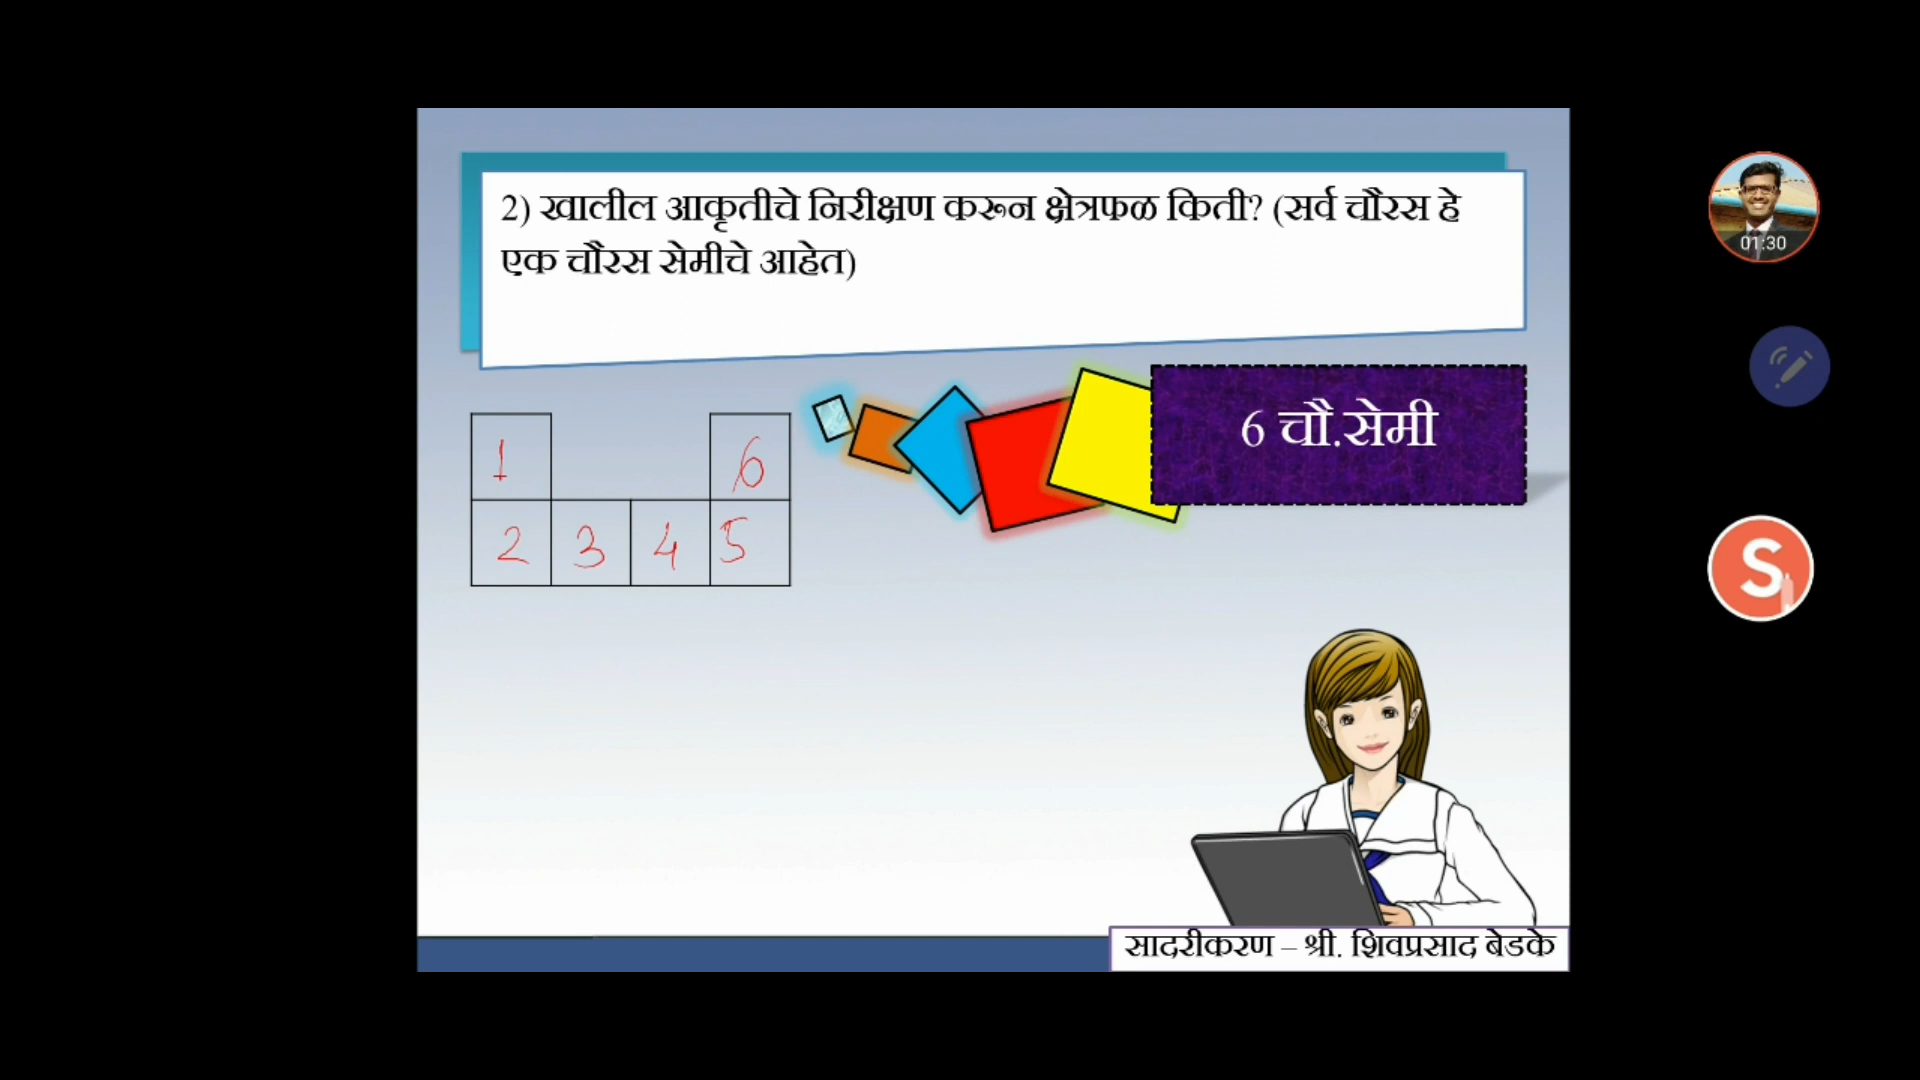 2) खालील आकृतीचे निरीक्षण करून क्षेत्रफळ किती? (सर्व चौरस हे
एक चौरस सेमीचे आहेत)
6 चौ.सेमी
1 6
2 3 4 5
01:30
S
सादरीकरण – श्री. शिवप्रसाद बेडके